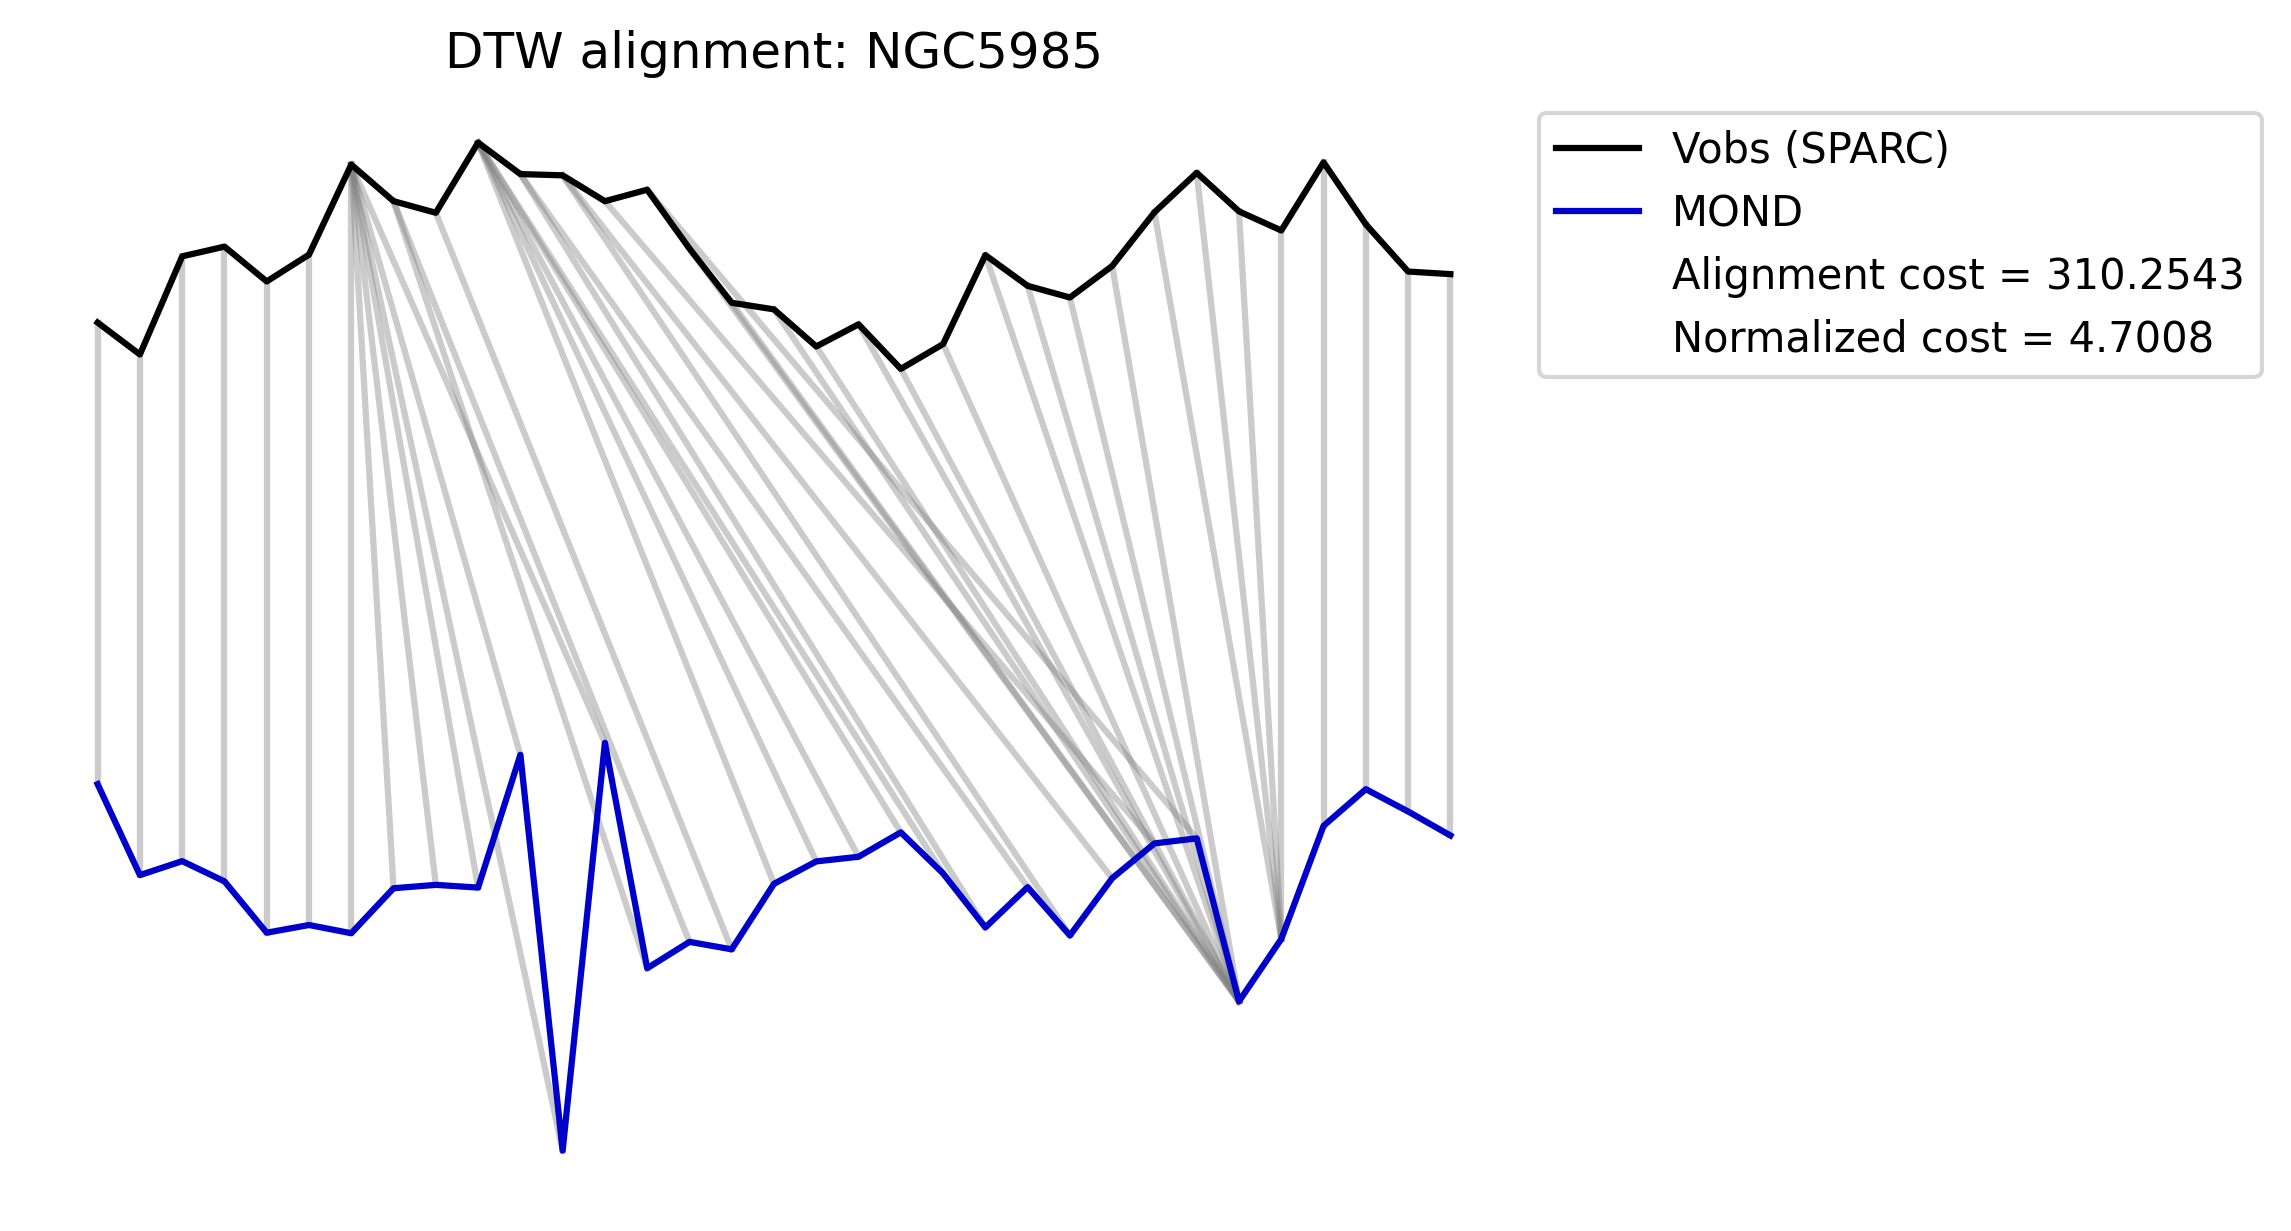 DTW alignment: NGC5985
Vobs (SPARC)
MOND
Alignment cost = 310.2543
Normalized cost = 4.7008